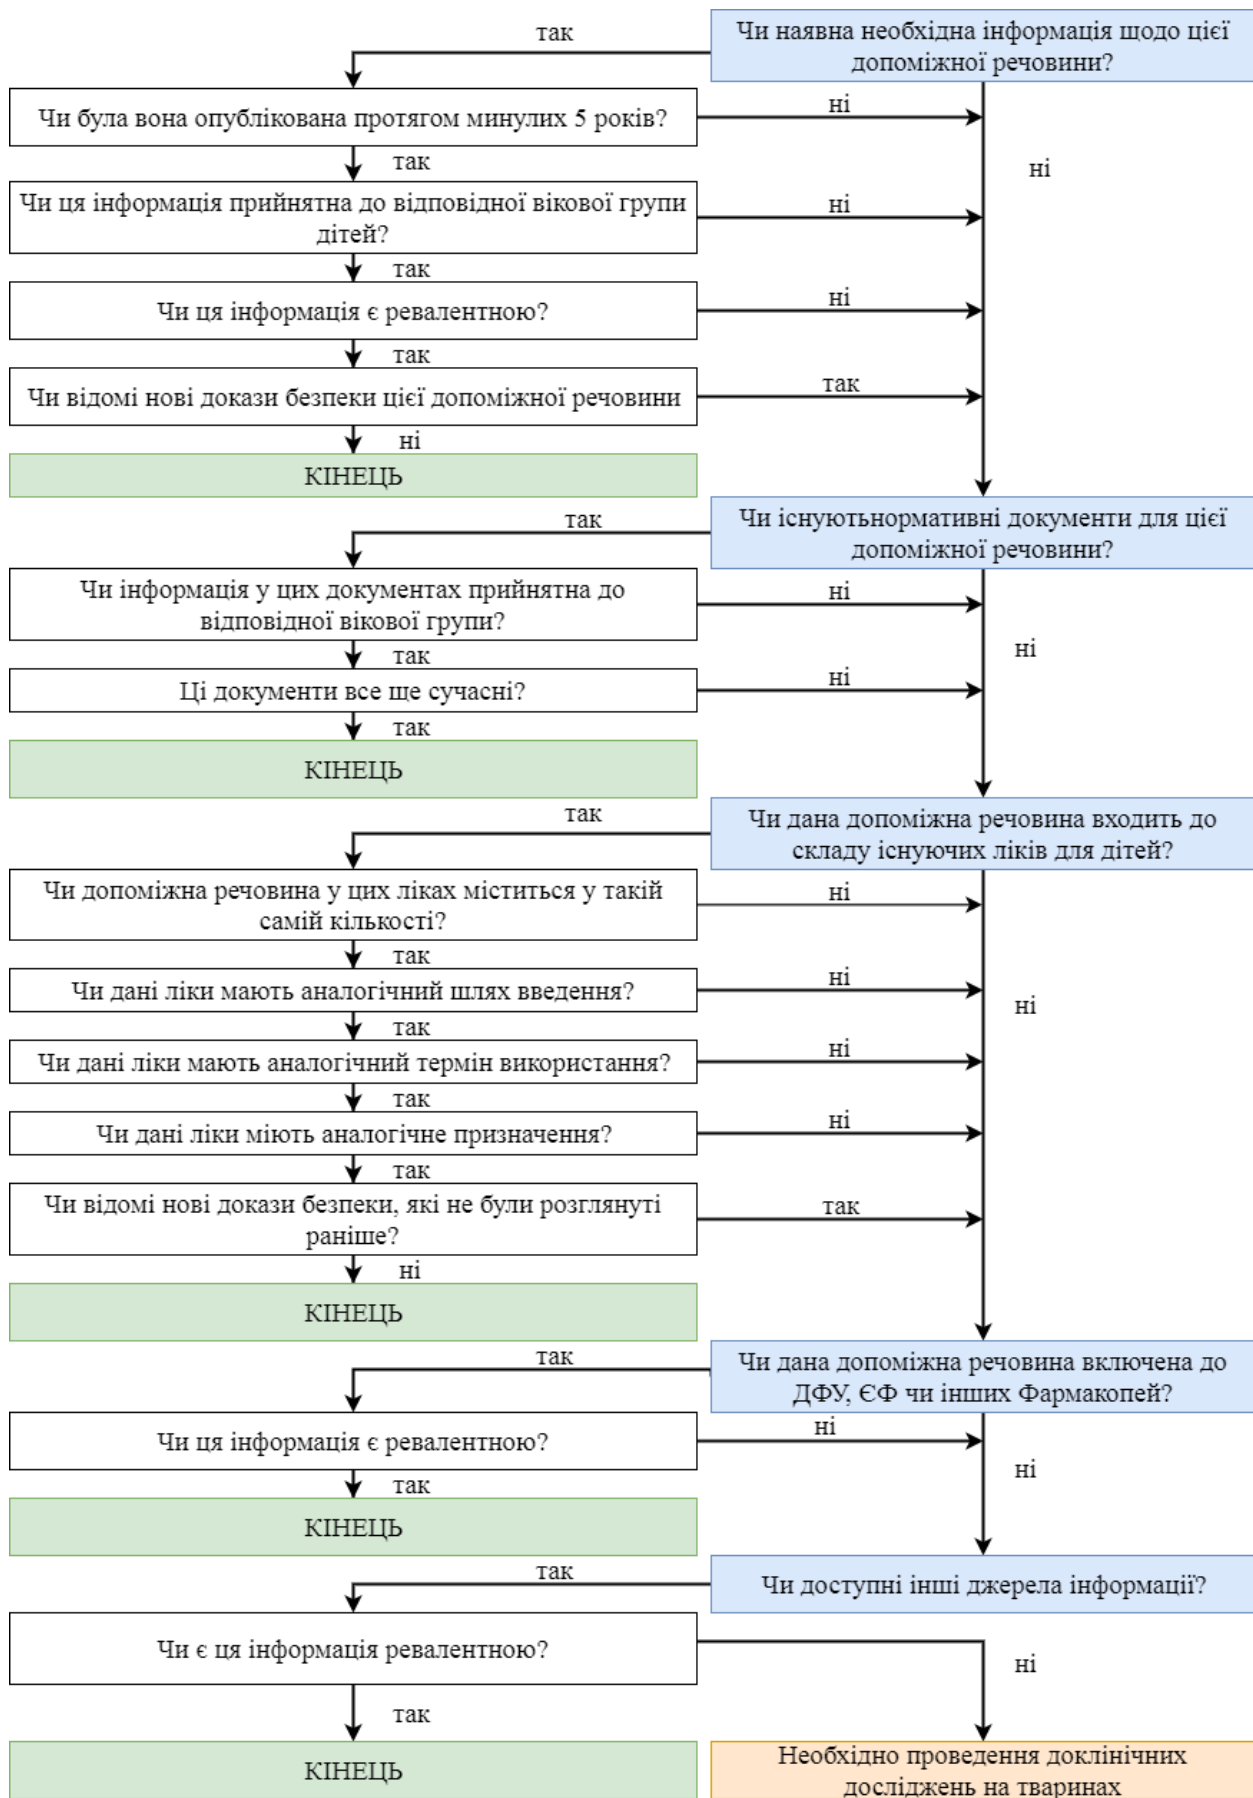 так
Чи наявна необхідна інформація щодо цієї
допоміжної речовини?
Чи була вона опублікована протягом минулих 5 років?
ні
так
ні
Чи ця інформація прийнятна до відповідної вікової групи
дітей?
ні
так
Чи ця інформація є ревалентною?
ні
так
Чи відомі нові докази безпеки цієї допоміжної речовини
так
ні
КІНЕЦЬ
так
Чи існуютьнормативні документи для цієї
допоміжної речовини?
Чи інформація у цих документах прийнятна до
відповідної вікової групи?
ні
ні
так
Ці документи все ще сучасні?
ні
так
КІНЕЦЬ
так
Чи дана допоміжна речовина входить до
складу існуючих ліків для дітей?
Чи допоміжна речовина у цих ліках міститься у такій
самій кількості?
ні
так
Чи дані ліки мають аналогічний шлях введення?
ні
ні
так
Чи дані ліки мають аналогічний термін використання?
ні
так
Чи дані ліки міють аналогічне призначення?
ні
так
Чи відомі нові докази безпеки, які не були розглянуті
раніше?
так
ні
КІНЕЦЬ
так
Чи дана допоміжна речовина включена до
ДФУ, ЄФ чи інших Фармакопей?
Чи ця інформація є ревалентною?
ні
ні
так
КІНЕЦЬ
так
Чи доступні інші джерела інформації?
Чи є ця інформація ревалентною?
ні
так
КІНЕЦЬ
Необхідно проведення доклінічних
досліджень на тваринах